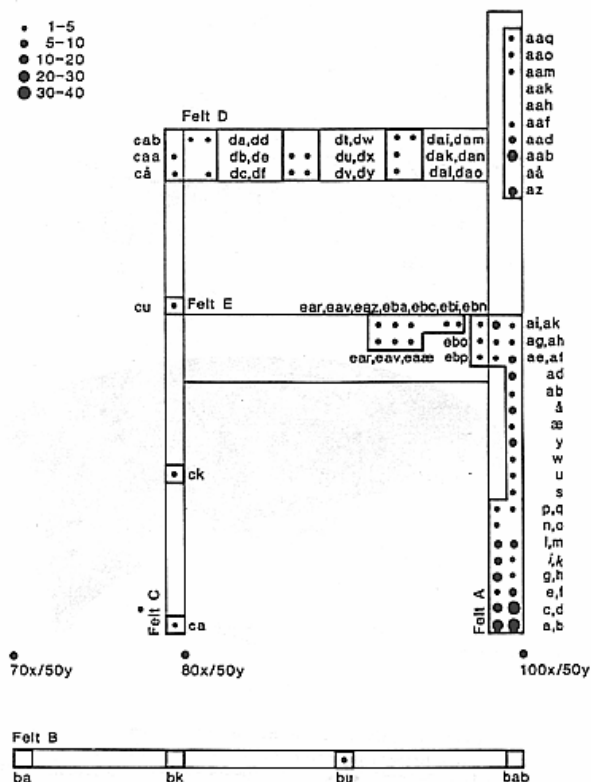 1-5
5-10
10-20
20-30
30-40
aaq
aao
aam
aak
aah
aaf
aad
aab
aå
az
Felt D
cab da,dd dt,dw dai,dam
caa db,de du,dx dak,dan
cå dc,df dv,dy dal,dao
cu Felt E ear,eav,eaz,eba,ebc,ebi,ebn
ai,ak
ebo ag,ah
ear,eav,eaæ ebp ae,af
ad
ab
å
æ
y
w
ck u
s
p,q
n,o
l,m
i,k
g,h
e,f
Felt C Felt A c,d
ca a,b
70x/50y 80x/50y 100x/50y
Felt B
ba bk bu bab